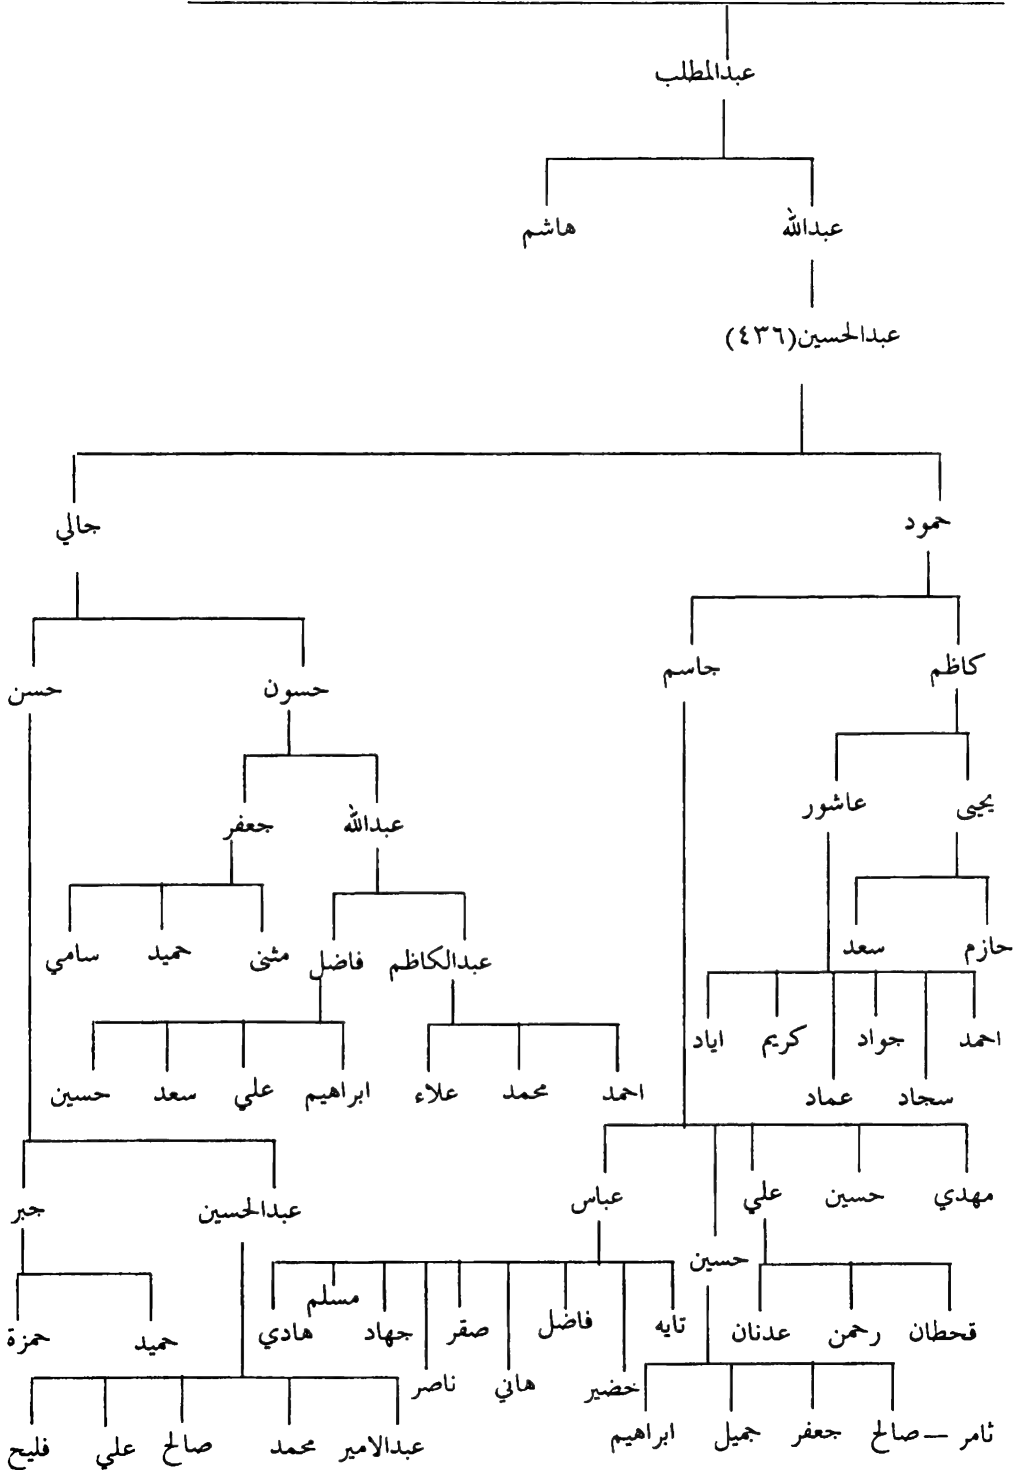 عبدالمطلب
عبدالله هاشم
عبدالحسين(٤٣٦)
حمود جالي
كاظم جاسم حسون حسن
يحيى عاشور عبدالله جعفر
حازم سعد عبدالكاظم فاضل مثنى حميد سامي
احمد جواد كريم اياد
سجاد عماد احمد محمد علاء ابراهيم علي سعد حسين
مهدي حسين علي عباس عبدالحسين جبر
حسين
قحطان رحمن عدنان تايه فاضل صقر جهاد مسلم هادي حميد حمزة
خضير هاني ناصر
ثامر — صالح جعفر جميل ابراهيم عبدالامير محمد صالح علي فليح